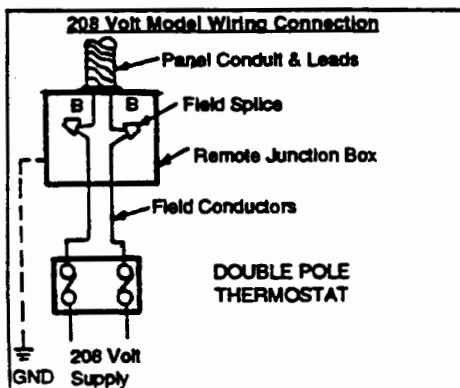 208 Volt Model Wiring Connection
Panel Conduit & Leads
B B
Field Splice
Remote Junction Box
Field Conductors
DOUBLE POLE
THERMOSTAT
208 Volt
GND Supply